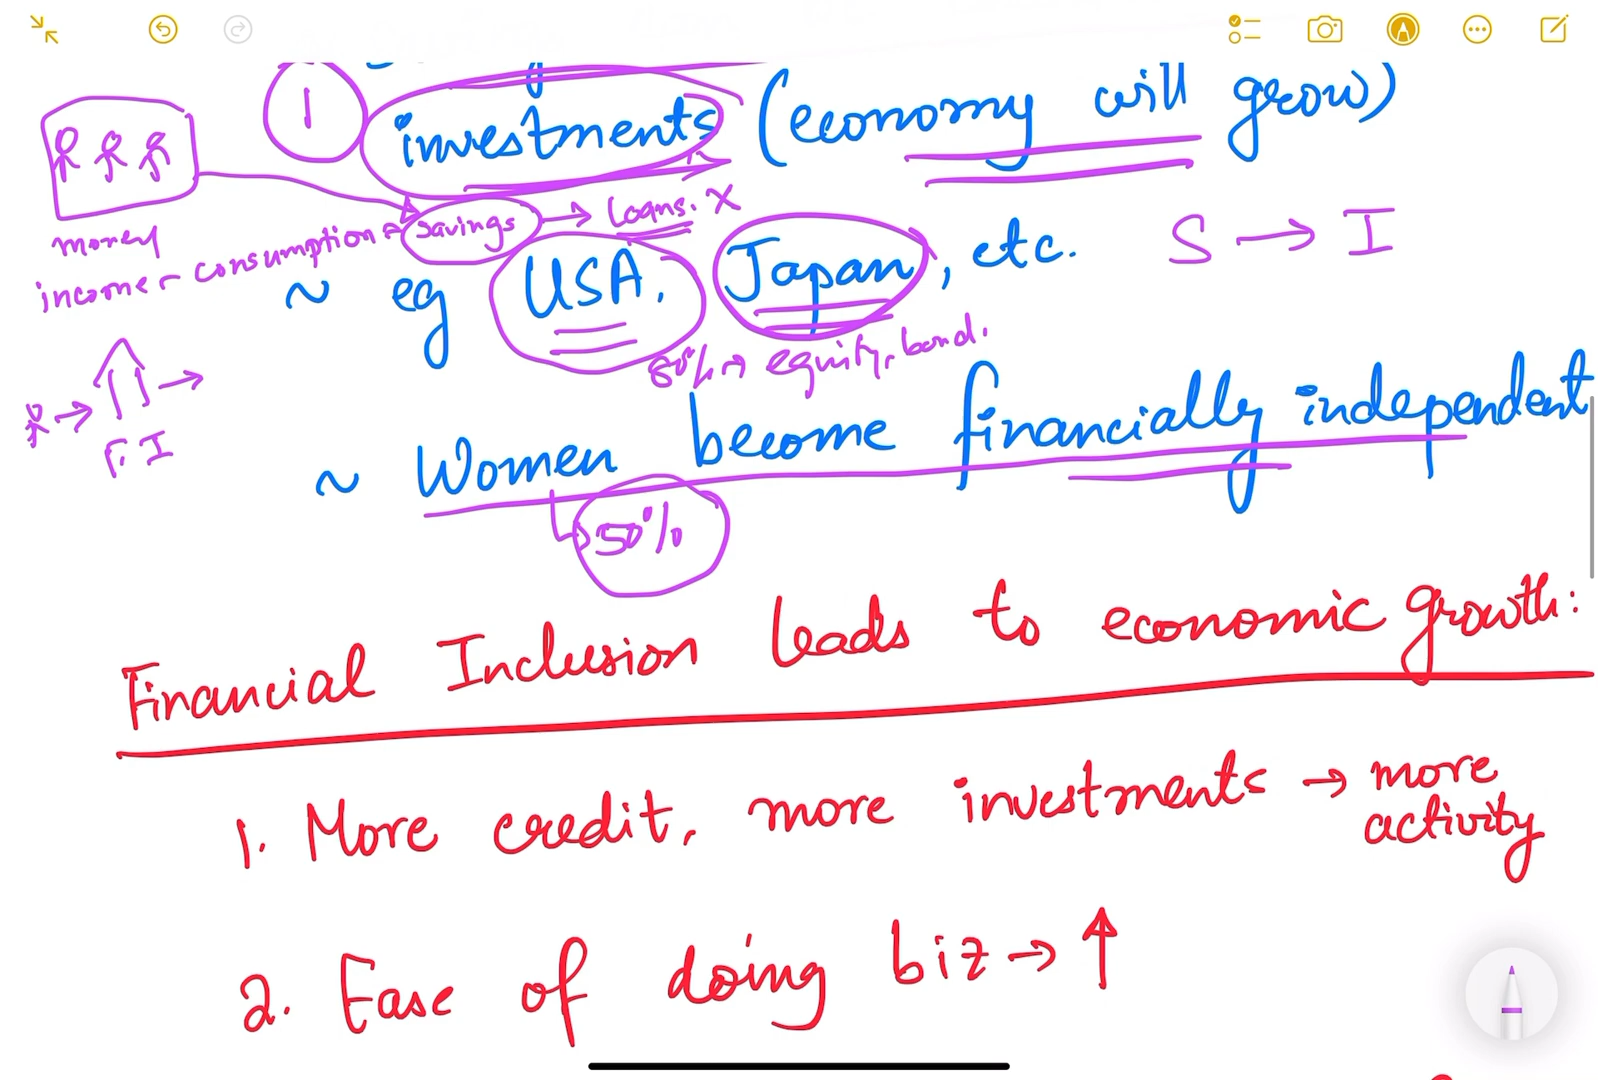 1 investments (economy will grow)
money
income - consumption = savings → Loans. X
S → I
~ eg USA, Japan, etc.
80% → equity, bond.
F.I
~ Women become financially independent
↳ 50%
Financial Inclusion leads to economic growth:
1. More credit, more investments → more activity
2. Ease of doing biz → ↑